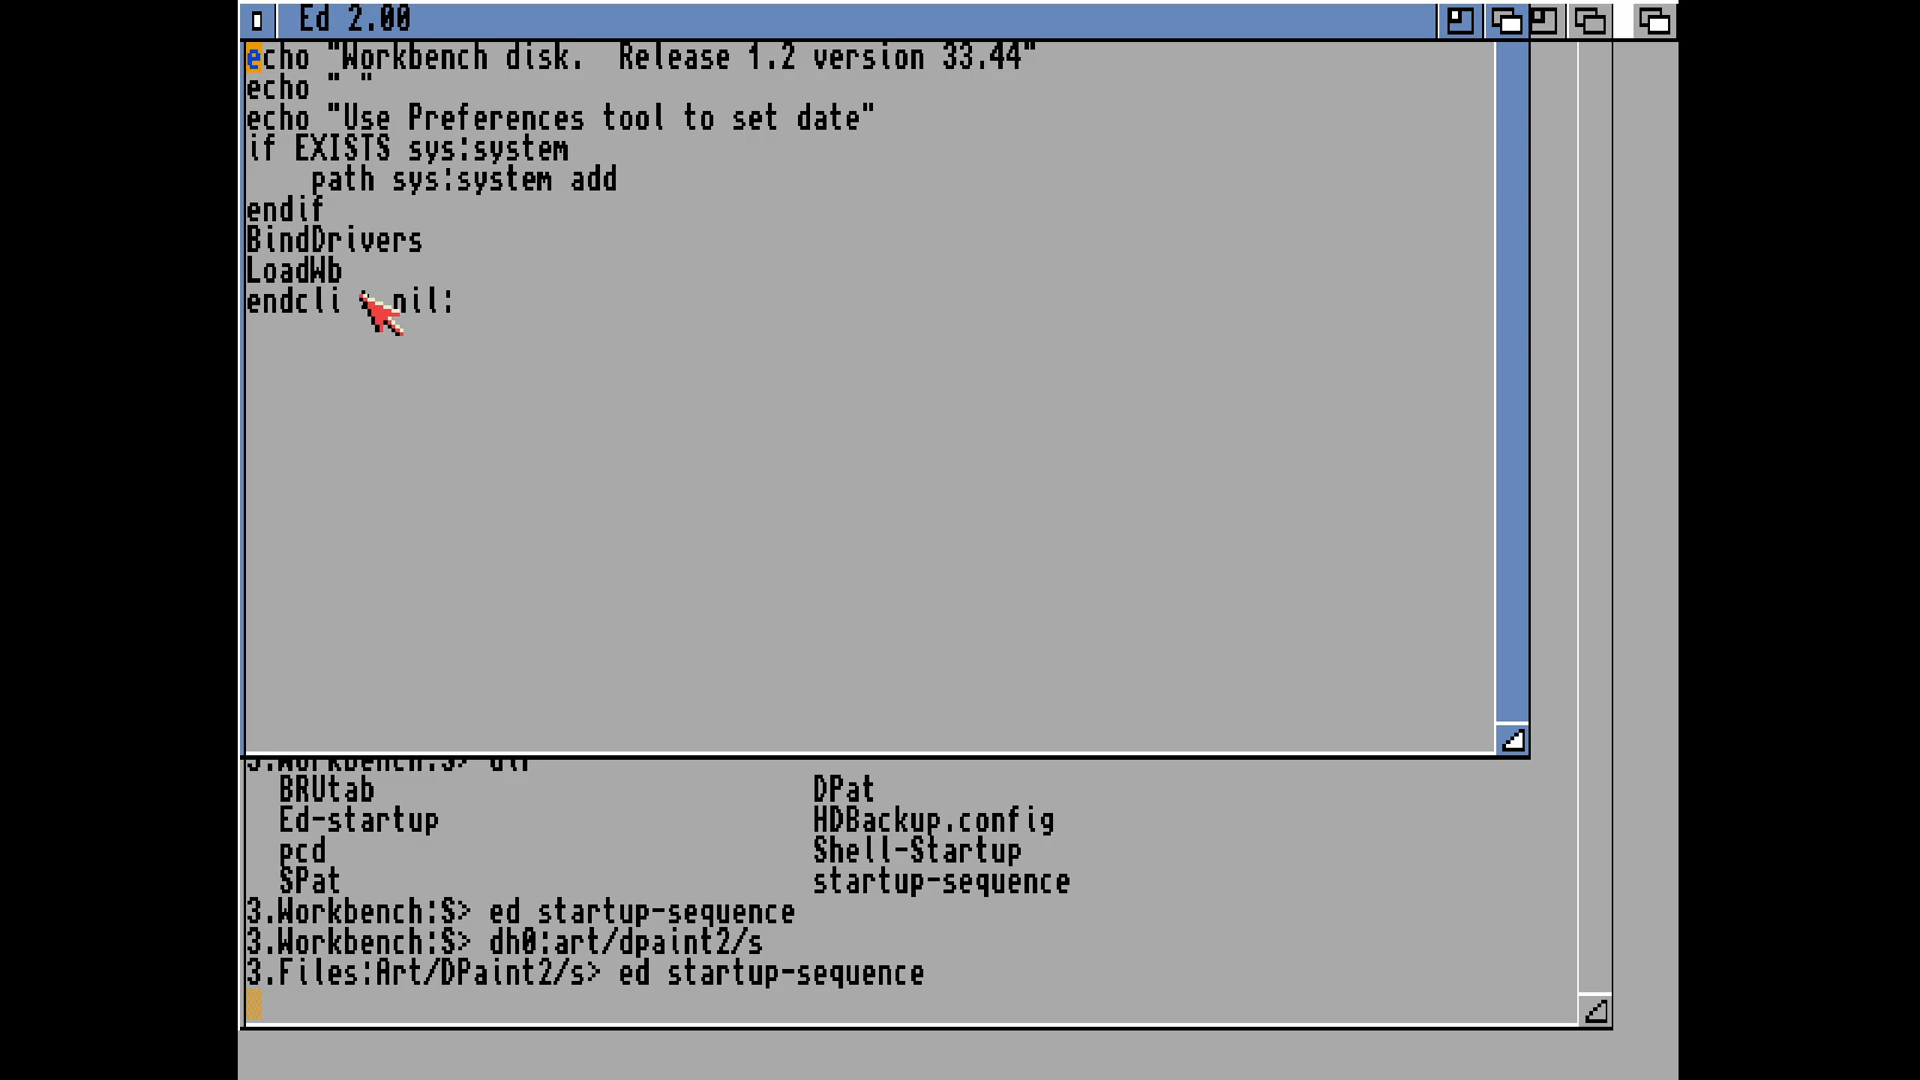 Ed 2.00
echo "Workbench disk.  Release 1.2 version 33.44"
echo " "
echo "Use Preferences tool to set date"
if EXISTS sys:system
    path sys:system add
endif
BindDrivers
LoadWb
endcli   nil:
3.Workbench:S> dir
  BRUtab                           DPat
  Ed-startup                       HDBackup.config
  pcd                              Shell-Startup
  SPat                             startup-sequence
3.Workbench:S> ed startup-sequence
3.Workbench:S> dh0:art/dpaint2/s
3.Files:Art/DPaint2/s> ed startup-sequence